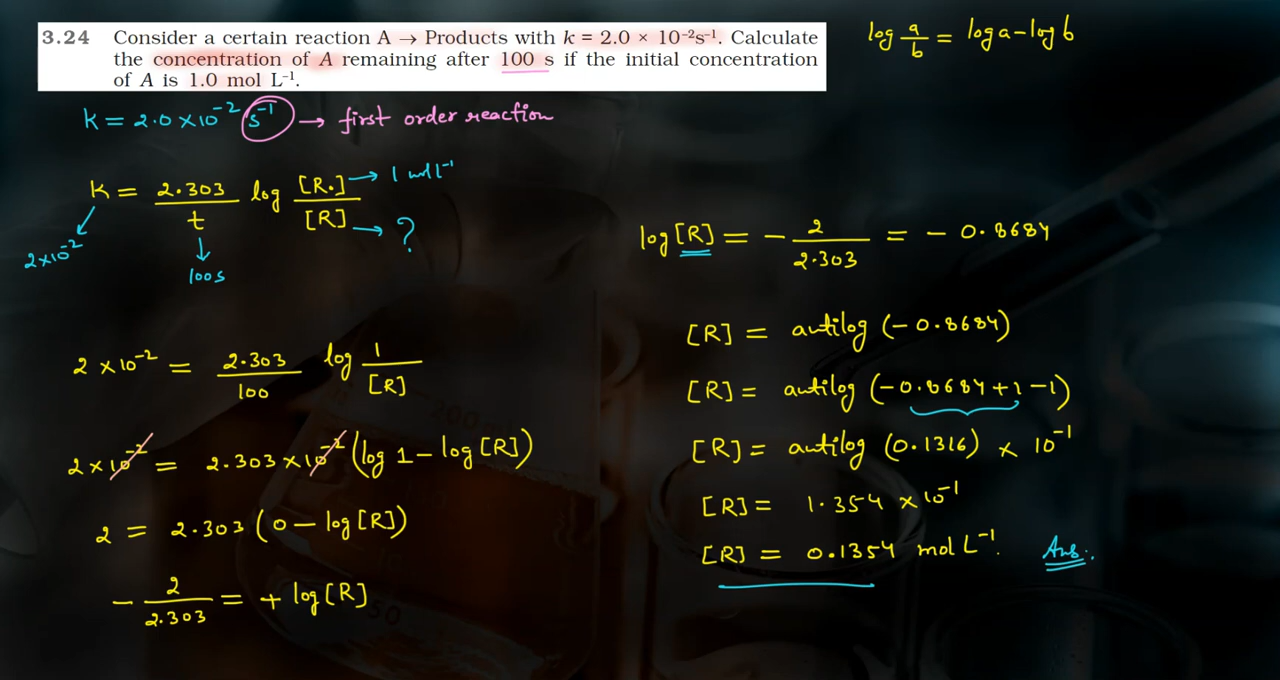 3.24 Consider a certain reaction A → Products with k = 2.0 × 10⁻²s⁻¹. Calculate
the concentration of A remaining after 100 s if the initial concentration
of A is 1.0 mol L⁻¹.
log a/b = log a - log b
k = 2.0 × 10⁻² s⁻¹ → first order reaction
k = 2.303/t log [R₀]/[R]
→ 1 mol l⁻¹
→ ?
2×10⁻²
100s
2 × 10⁻² = 2.303/100 log 1/[R]
2 × 10⁻² = 2.303 × 10⁻² (log 1 - log [R])
2 = 2.303 (0 - log [R])
- 2/2.303 = + log [R]
log [R] = - 2/2.303 = - 0.8684
[R] = antilog (-0.8684)
[R] = antilog (-0.8684 + 1 - 1)
[R] = antilog (0.1316) × 10⁻¹
[R] = 1.354 × 10⁻¹
[R] = 0.1354 mol L⁻¹. Ans.